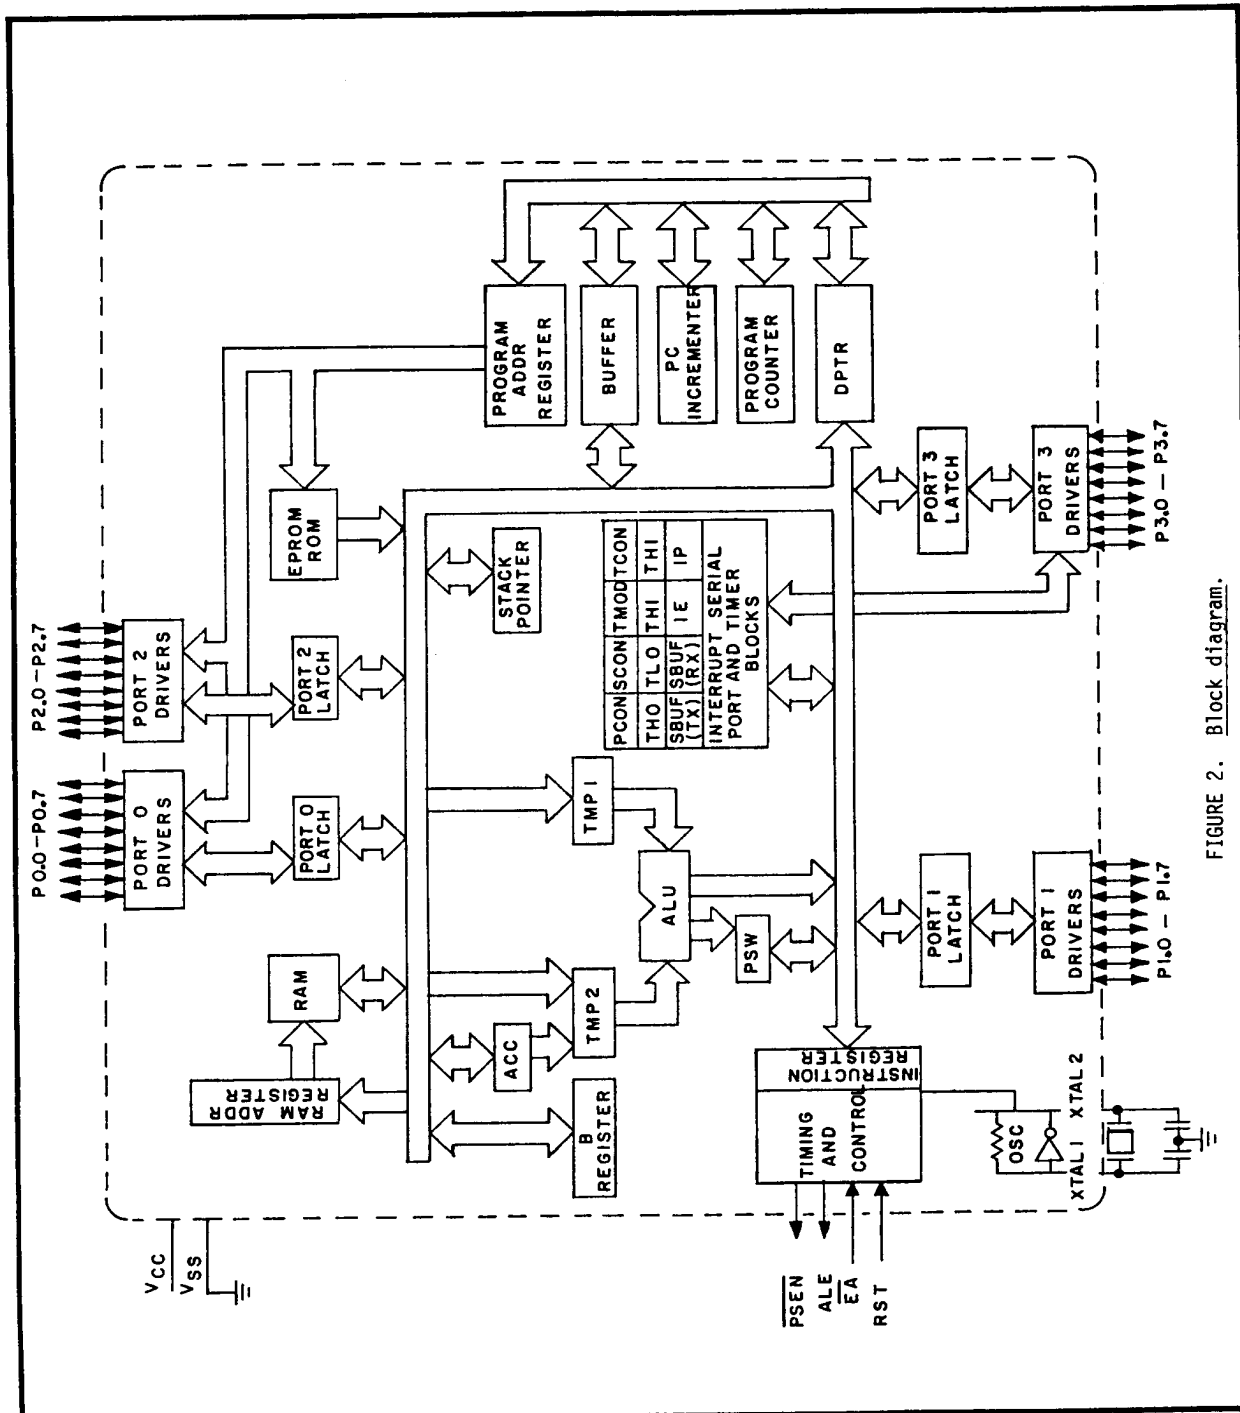 P0.0-P0.7
P2.0-P2.7
VCC
VSS
PORT 0
DRIVERS
PORT 2
DRIVERS
RAM ADDR
REGISTER
RAM
PORT 0
LATCH
PORT 2
LATCH
EPROM
ROM
B
REGISTER
ACC
STACK
POINTER
PROGRAM
ADDR
REGISTER
TMP2
TMP1
BUFFER
ALU
PCON SCON TMOD TCON
THO TLO THI THI
SBUF (TX) SBUF (RX) IE IP
INTERRUPT SERIAL
PORT AND TIMER
BLOCKS
PC
INCREMENTER
PSW
PROGRAM
COUNTER
PSEN
ALE
EA
RST
TIMING
AND
CONTROL
INSTRUCTION
REGISTER
DPTR
PORT 1
LATCH
PORT 3
LATCH
OSC
PORT 1
DRIVERS
PORT 3
DRIVERS
XTAL1
XTAL2
P1.0 - P1.7
P3.0 - P3.7
FIGURE 2. Block diagram.